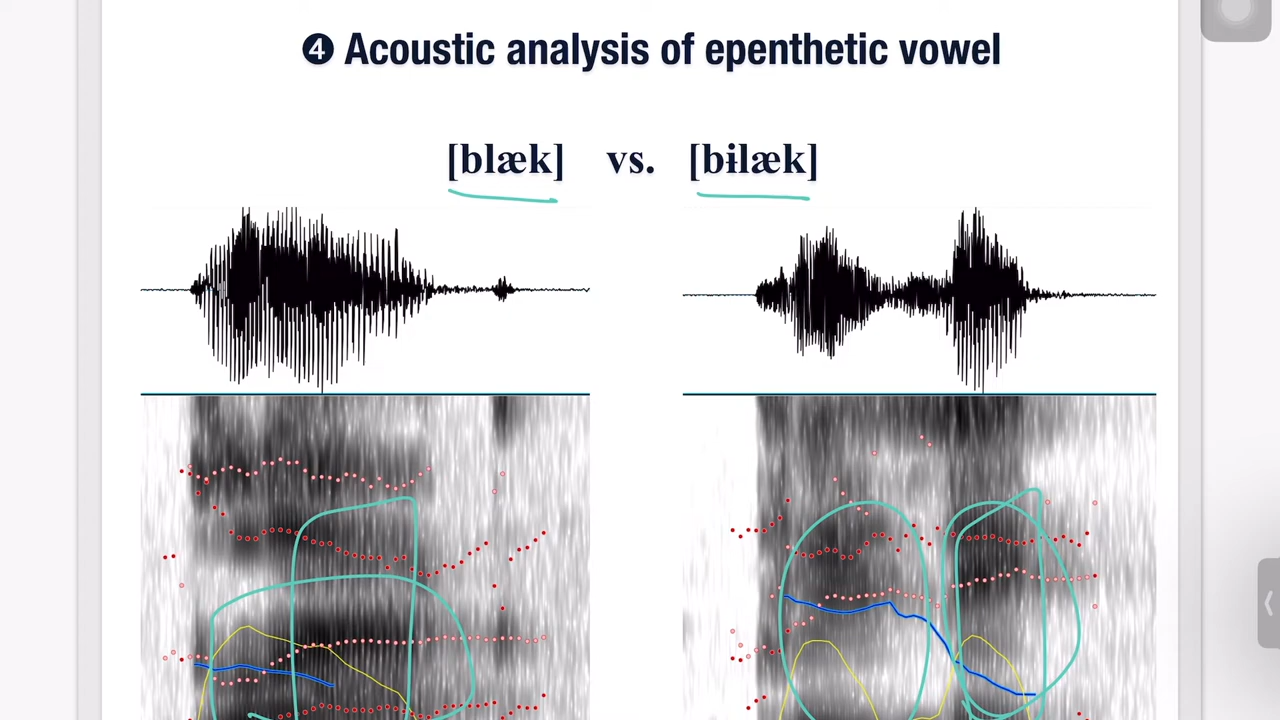 ❹ Acoustic analysis of epenthetic vowel
[blæk] vs. [bɨlæk]